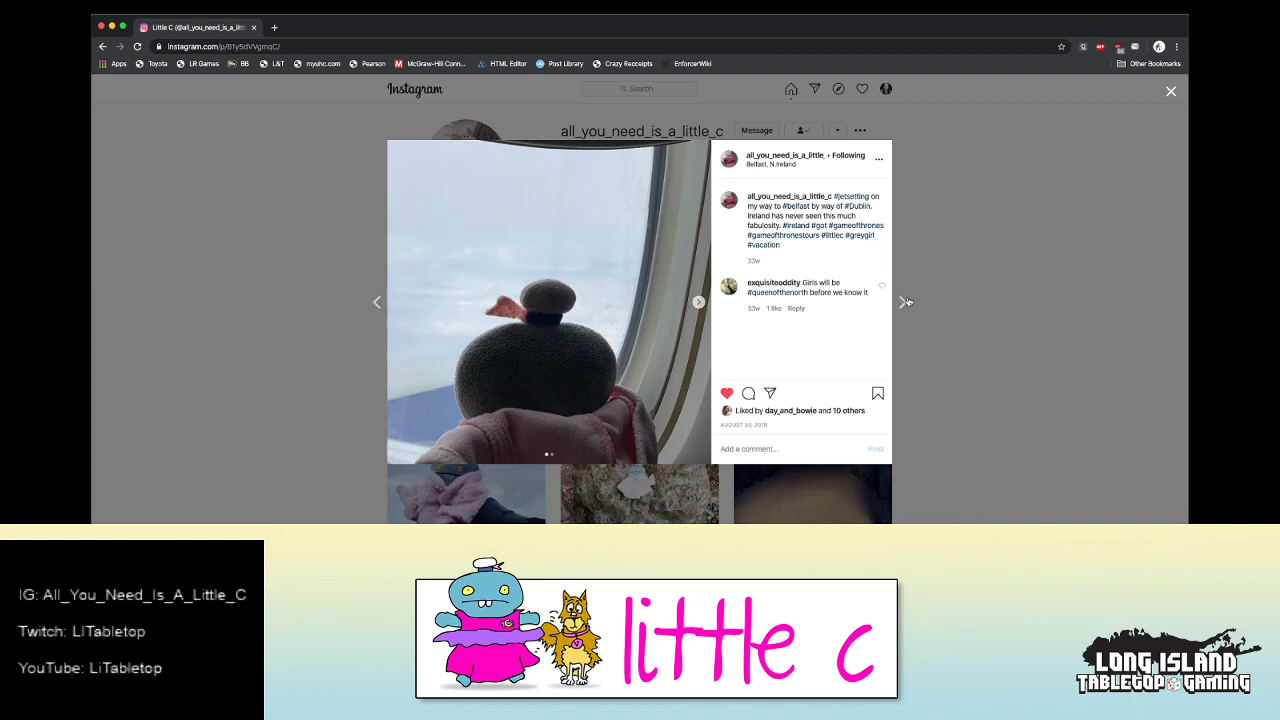 Little C (@all_you_need_is_a_littl
instagram.com/p/B1y5dVVgmqC/
Apps Toyota LR Games BB L&T myuhc.com Pearson McGraw-Hill Conn... HTML Editor Post Library Crazy Recceipts EnforcerWiki Other Bookmarks
Instagram
Search
all_you_need_is_a_little_c Message
all_you_need_is_a_little_ • Following
Belfast, N.Ireland
all_you_need_is_a_little_c #jetsetting on
my way to #belfast by way of #Dublin.
Ireland has never seen this much
fabulosity. #ireland #got #gameofthrones
#gameofthronestours #littlec #greygirl
#vacation
33w
exquisiteoddity Girls will be
#queenofthenorth before we know it
33w 1 like Reply
Liked by day_and_bowie and 10 others
AUGUST 30, 2019
Add a comment... Post
IG: All_You_Need_Is_A_Little_C
Twitch: LITabletop
YouTube: LiTabletop
little c
LONG ISLAND
TABLETOP GAMING